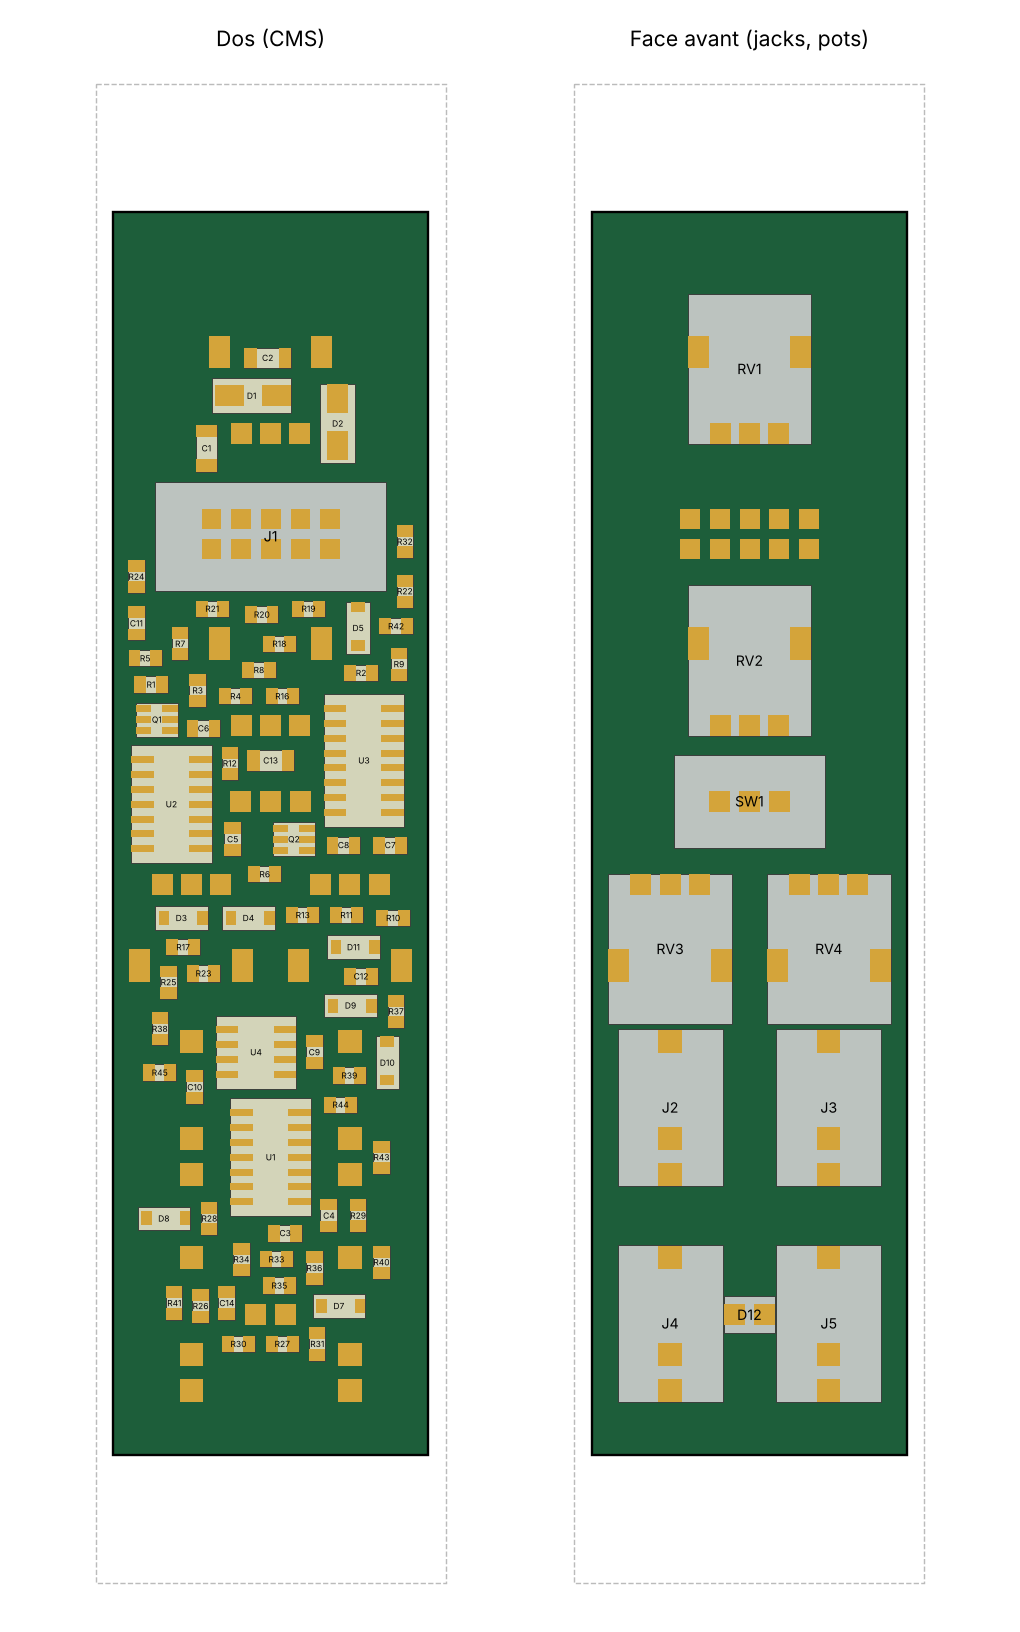 Dos (CMS)
C2
D1
D2
C1
J1
R32
R24
R22
R21
R20
R19
C11
D5
R42
R7
R18
R5
R9
R8
R2
R1
R3
R4
R16
Q1
C6
R12
C13
U3
U2
C5
Q2
C8
C7
R6
D3
D4
R13
R11
R10
R17
D11
R25
R23
C12
D9
R37
R38
U4
C9
D10
R45
C10
R39
R44
U1
R43
D8
R28
C4
R29
C3
R34
R33
R36
R40
R35
R41
R26
C14
D7
R30
R27
R31
Face avant (jacks, pots)
RV1
RV2
SW1
RV3
RV4
J2
J3
J4
D12
J5